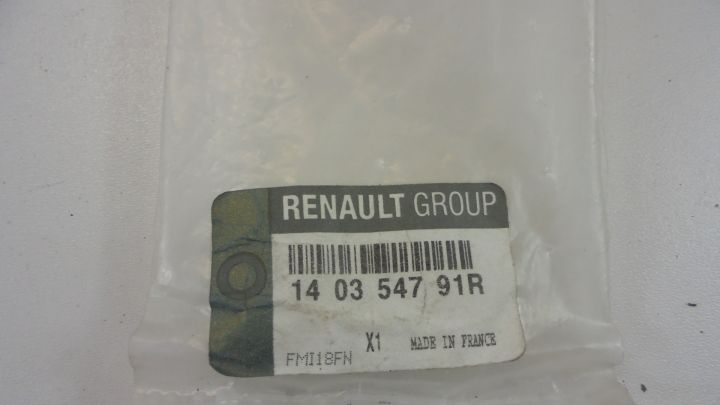 RENAULT GROUP
14 03 547 91R
X1 MADE IN FRANCE
FMI18FN